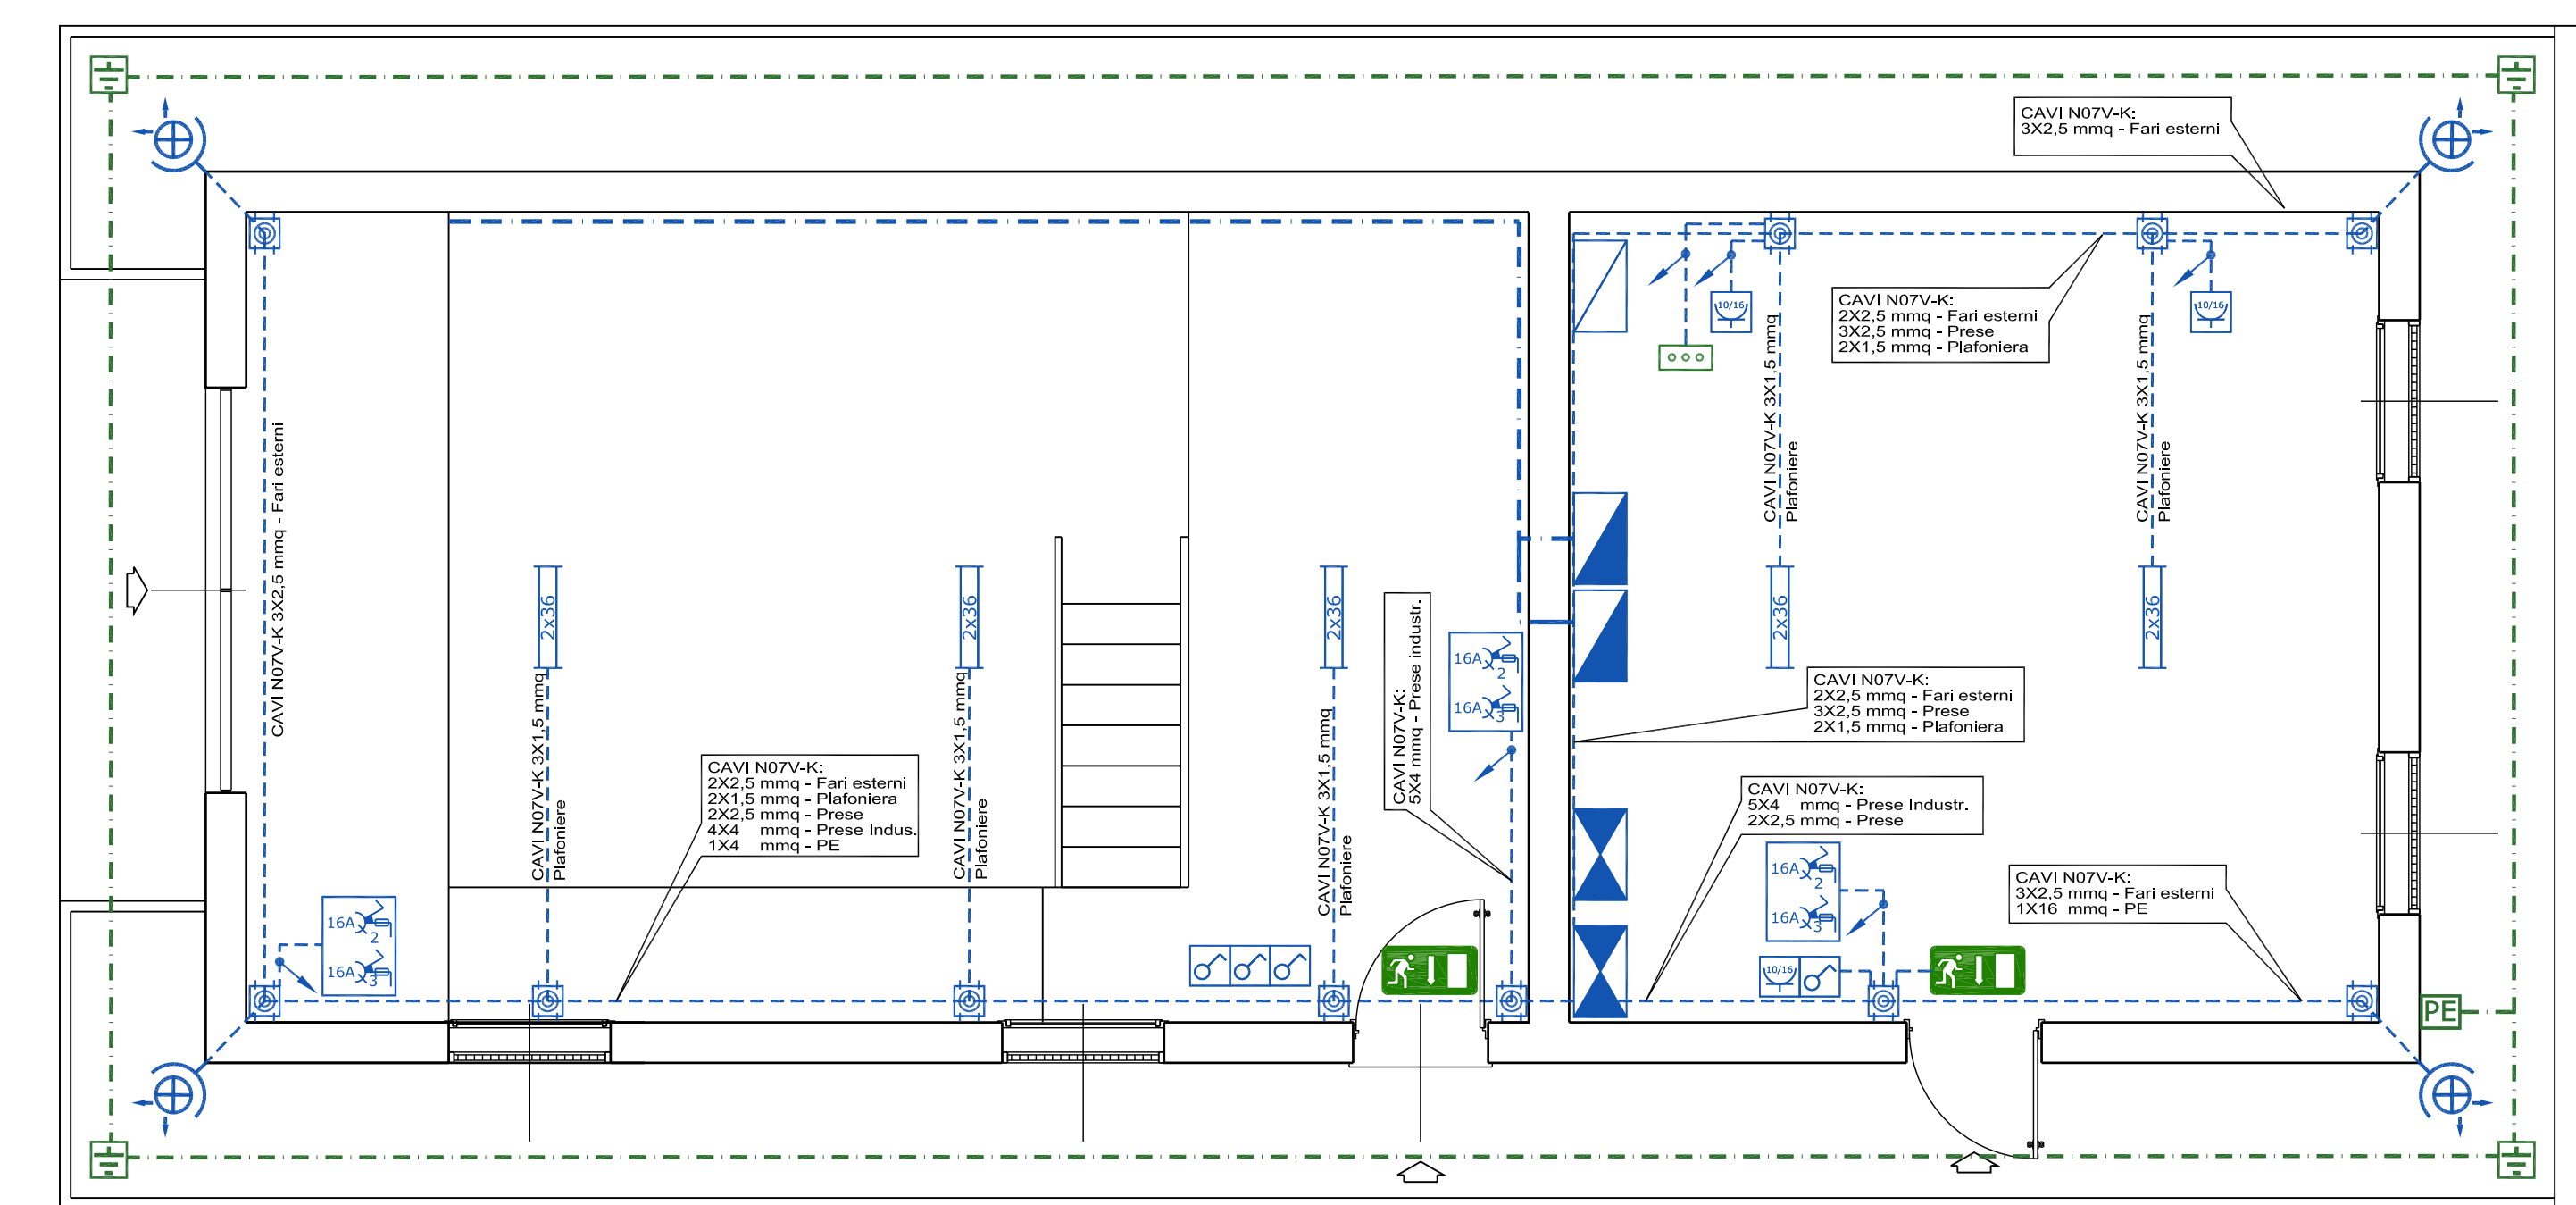 CAVI N07V-K:
3X2,5 mmq - Fari esterni
CAVI N07V-K:
2X2,5 mmq - Fari esterni
3X2,5 mmq - Prese
2X1,5 mmq - Plafoniera
10/16
10/16
CAVI N07V-K 3X2,5 mmq - Fari esterni
CAVI N07V-K 3X1,5 mmq
Plafoniere
CAVI N07V-K 3X1,5 mmq
Plafoniere
2x36
2x36
2x36
2x36
2x36
CAVI N07V-K 3X1,5 mmq
Plafoniere
CAVI N07V-K 3X1,5 mmq
Plafoniere
CAVI N07V-K 3X1,5 mmq
Plafoniere
CAVI N07V-K:
5X4 mmq - Prese industr.
16A
2
16A
3
CAVI N07V-K:
2X2,5 mmq - Fari esterni
3X2,5 mmq - Prese
2X1,5 mmq - Plafoniera
CAVI N07V-K:
2X2,5 mmq - Fari esterni
2X1,5 mmq - Plafoniera
2X2,5 mmq - Prese
4X4 mmq - Prese Indus.
1X4 mmq - PE
CAVI N07V-K:
5X4 mmq - Prese Industr.
2X2,5 mmq - Prese
16A
2
16A
3
CAVI N07V-K:
3X2,5 mmq - Fari esterni
1X16 mmq - PE
16A
2
16A
3
10/16
PE